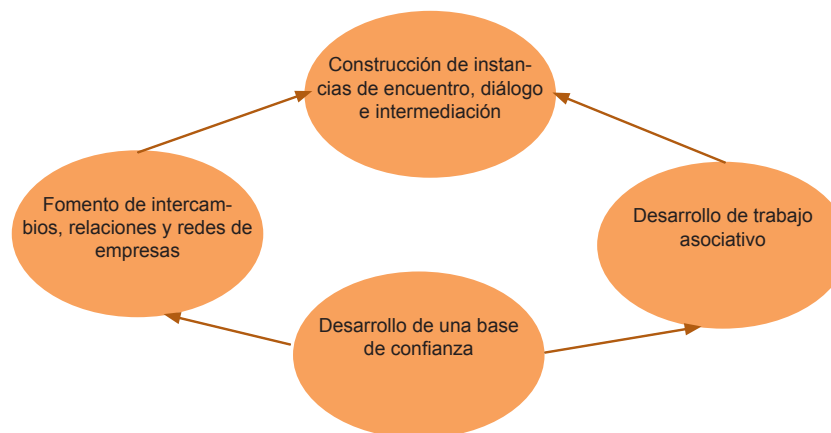 Construcción de instan-
cias de encuentro, diálogo
e intermediación
Fomento de intercam-
bios, relaciones y redes de
empresas
Desarrollo de trabajo
asociativo
Desarrollo de una base
de confianza